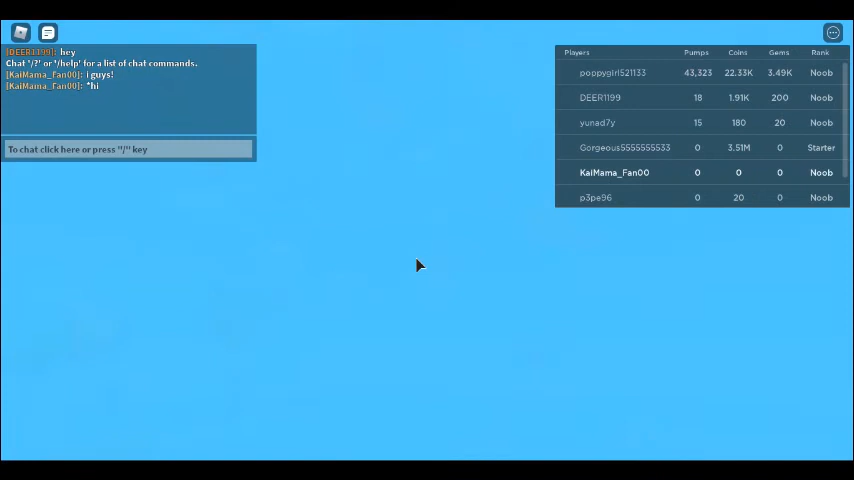 [DEER1199]: hey
Chat '/?' or '/help' for a list of chat commands.
[KaiMama_Fan00]: i guys!
[KaiMama_Fan00]: *hi
To chat click here or press "/" key
Players Pumps Coins Gems Rank
poppygirl521133 43,323 22.33K 3.49K Noob
DEER1199 18 1.91K 200 Noob
yunad7y 15 180 20 Noob
Gorgeous5555555533 0 3.51M 0 Starter
KaiMama_Fan00 0 0 0 Noob
p3pe96 0 20 0 Noob